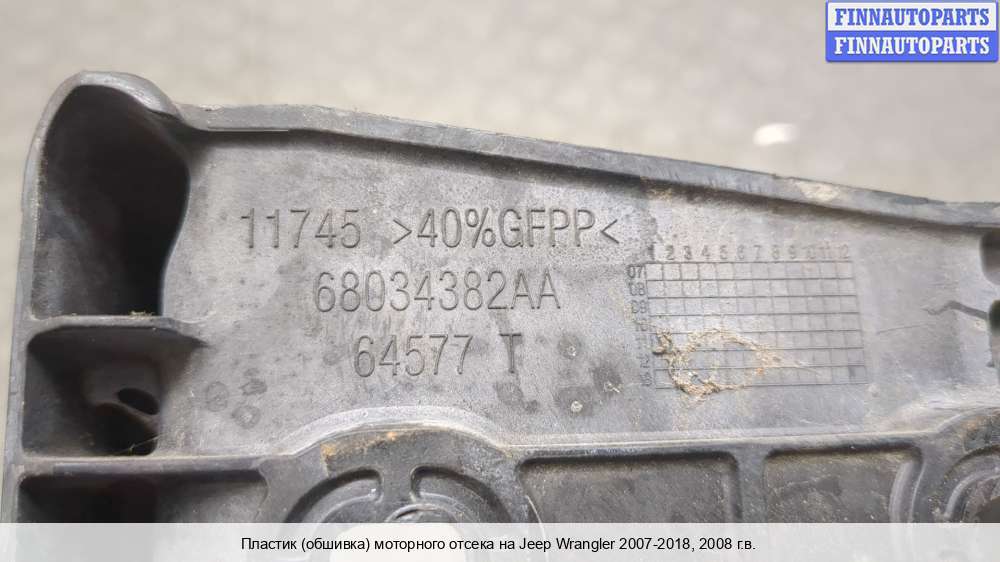 FINNAUTOPARTS
FINNAUTOPARTS
11745 >40%GFPP<
1 2 3 4 5 6 7 8 9 10 11 12
68034382AA
07
08
09
64577 T
Пластик (обшивка) моторного отсека на Jeep Wrangler 2007-2018, 2008 г.в.